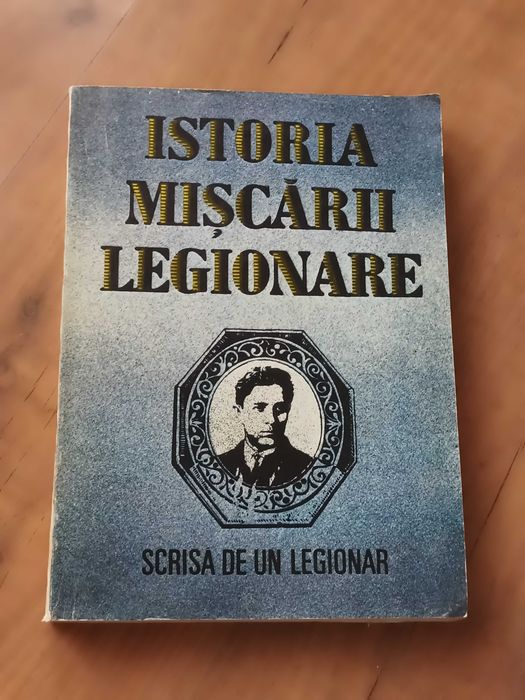 ISTORIA
MIȘCĂRII
LEGIONARE
SCRISA DE UN LEGIONAR